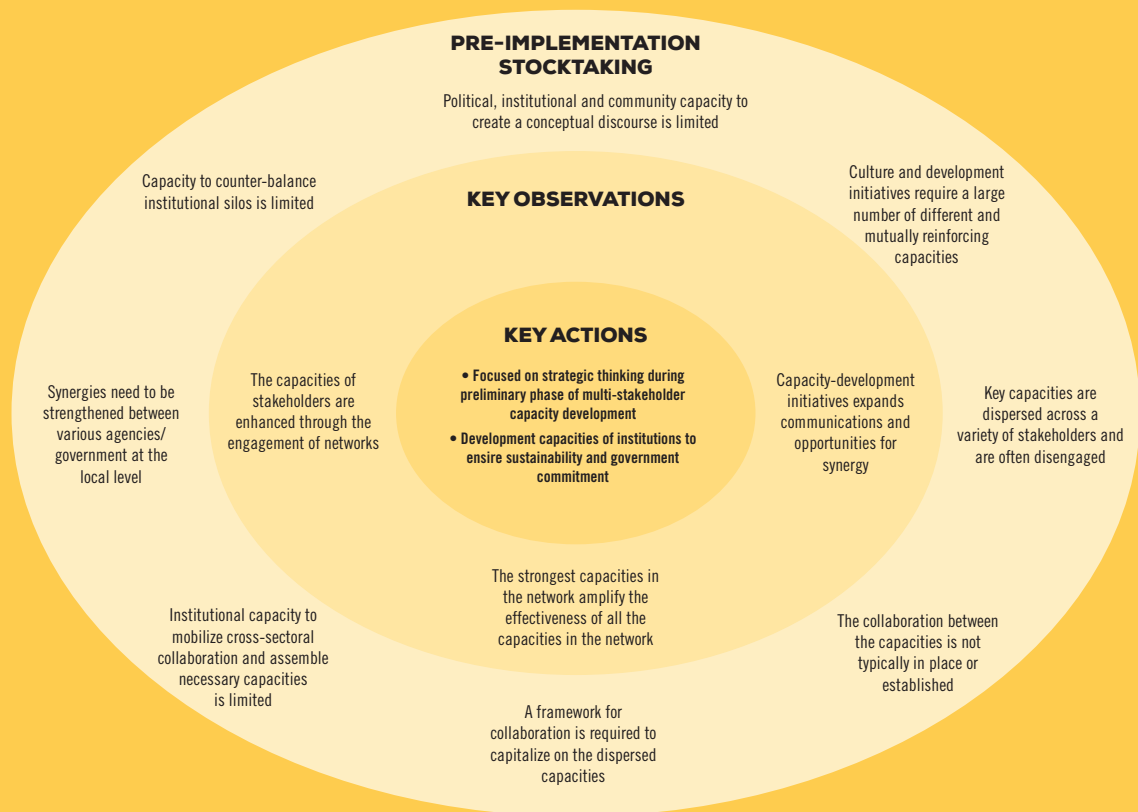 PRE-IMPLEMENTATION
STOCKTAKING
Political, institutional and community capacity to
create a conceptual discourse is limited
Capacity to counter-balance
institutional silos is limited
Culture and development
initiatives require a large
number of different and
mutually reinforcing
capacities
Synergies need to be
strengthened between
various agencies/
government at the
local level
Key capacities are
dispersed across a
variety of stakeholders and
are often disengaged
Institutional capacity to
mobilize cross-sectoral
collaboration and assemble
necessary capacities
is limited
The collaboration between
the capacities is not
typically in place or
established
A framework for
collaboration is required to
capitalize on the dispersed
capacities
KEY OBSERVATIONS
The capacities of
stakeholders are
enhanced through the
engagement of networks
Capacity-development
initiatives expands
communications and
opportunities for
synergy
The strongest capacities in
the network amplify the
effectiveness of all the
capacities in the network
KEY ACTIONS
• Focused on strategic thinking during
preliminary phase of multi-stakeholder
capacity development
• Development capacities of institutions to
ensire sustainability and government
commitment